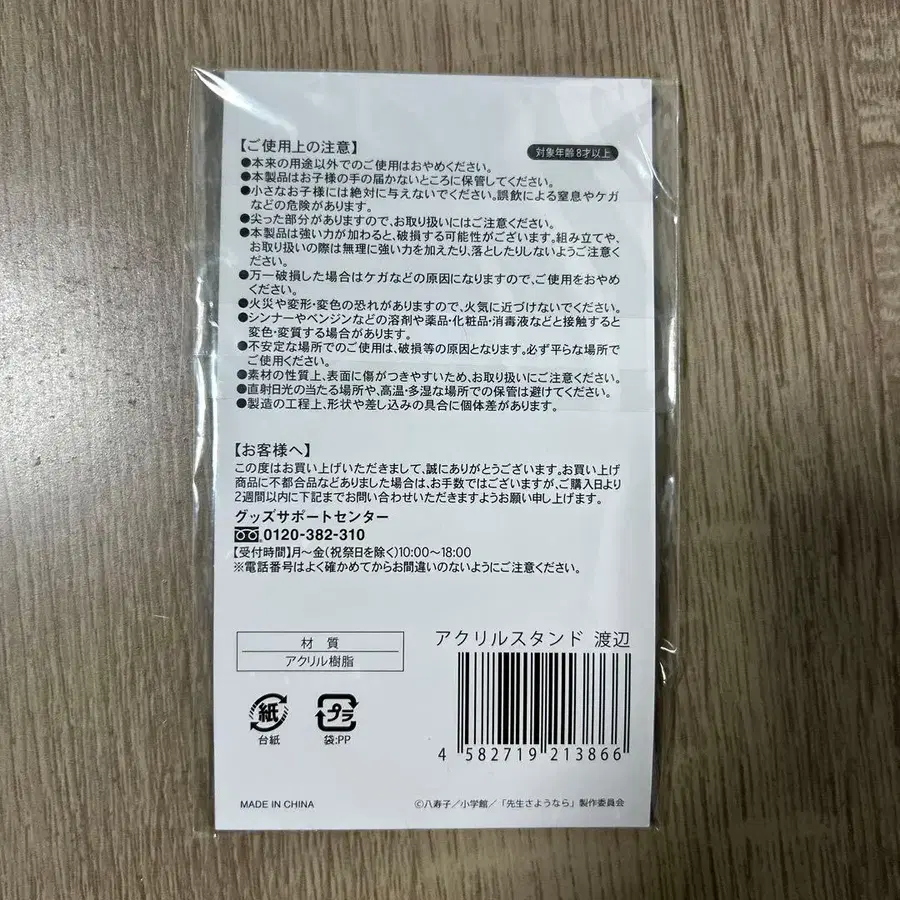 【ご使用上の注意】
対象年齢8才以上
●本来の用途以外でのご使用はおやめください。
●本製品はお子様の手の届かないところに保管してください。
●小さなお子様には絶対に与えないでください。誤飲による窒息やケガ
などの危険があります。
●尖った部分がありますので、お取り扱いにはご注意ください。
●本製品は強い力が加わると、破損する可能性がございます。組み立てや、
お取り扱いの際は無理に強い力を加えたり、落としたりしないようご注意く
ださい。
●万一破損した場合はケガなどの原因になりますので、ご使用をおやめ
ください。
●火災や変形・変色の恐れがありますので、火気に近づけないでください。
●シンナーやベンジンなどの溶剤や薬品・化粧品・消毒液などと接触すると
変色・変質する場合があります。
●不安定な場所でのご使用は、破損等の原因となります。必ず平らな場所で
ご使用ください。
●素材の性質上、表面に傷がつきやすいため、お取り扱いにご注意ください。
●直射日光の当たる場所や、高温・多湿な場所での保管は避けてください。
●製造の工程上、形状や差し込みの具合に個体差があります。
【お客様へ】
この度はお買い上げいただきまして、誠にありがとうございます。お買い上げ
商品に不都合品などありました場合は、お手数ではございますが、ご購入日より
2週間以内に下記までお問い合わせいただきますようお願い申し上げます。
グッズサポートセンター
0120-382-310
【受付時間】月〜金(祝祭日を除く)10:00〜18:00
※電話番号はよく確かめてからお間違いのないようにご注意ください。
材 質
アクリル樹脂
アクリルスタンド 渡辺
紙
台紙
プラ
袋:PP
4 582719 213866
MADE IN CHINA
©八寿子/小学館/「先生さようなら」製作委員会